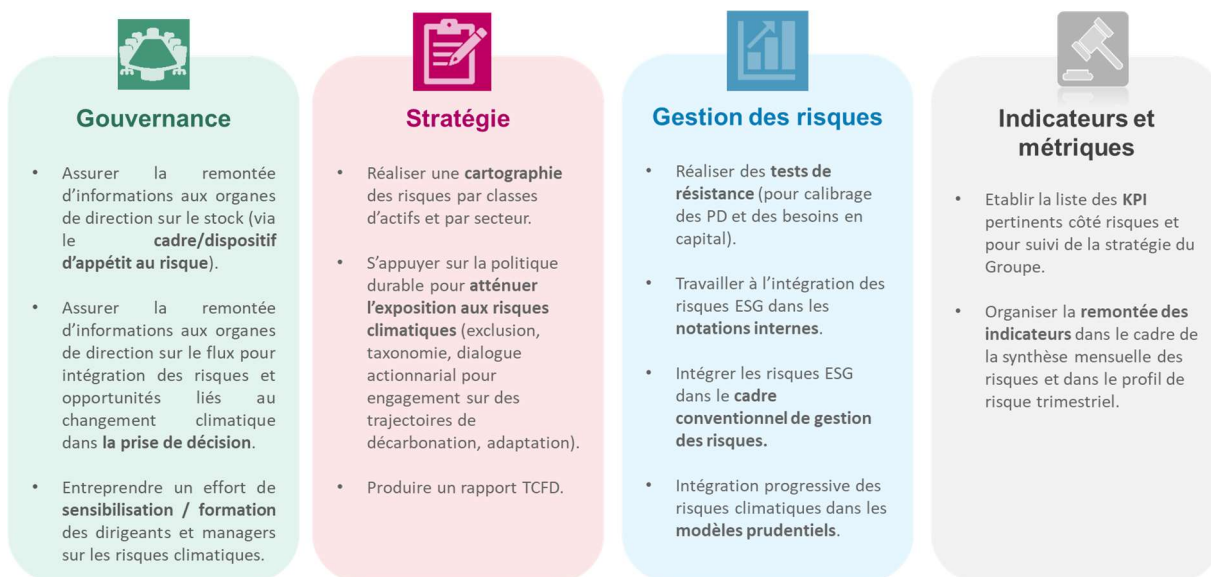 Gouvernance
• Assurer la remontée
d’informations aux organes
de direction sur le stock (via
le cadre/dispositif
d’appétit au risque).
• Assurer la remontée
d’informations aux organes
de direction sur le flux pour
intégration des risques et
opportunités liés au
changement climatique
dans la prise de décision.
• Entreprendre un effort de
sensibilisation / formation
des dirigeants et managers
sur les risques climatiques.
Stratégie
• Réaliser une cartographie
des risques par classes
d’actifs et par secteur.
• S’appuyer sur la politique
durable pour atténuer
l’exposition aux risques
climatiques (exclusion,
taxonomie, dialogue
actionnarial pour
engagement sur des
trajectoires de
décarbonation, adaptation).
• Produire un rapport TCFD.
Gestion des risques
• Réaliser des tests de
résistance (pour calibrage
des PD et des besoins en
capital).
• Travailler à l’intégration des
risques ESG dans les
notations internes.
• Intégrer les risques ESG
dans le cadre
conventionnel de gestion
des risques.
• Intégration progressive des
risques climatiques dans les
modèles prudentiels.
Indicateurs et
métriques
• Etablir la liste des KPI
pertinents côté risques et
pour suivi de la stratégie du
Groupe.
• Organiser la remontée des
indicateurs dans le cadre de
la synthèse mensuelle des
risques et dans le profil de
risque trimestriel.